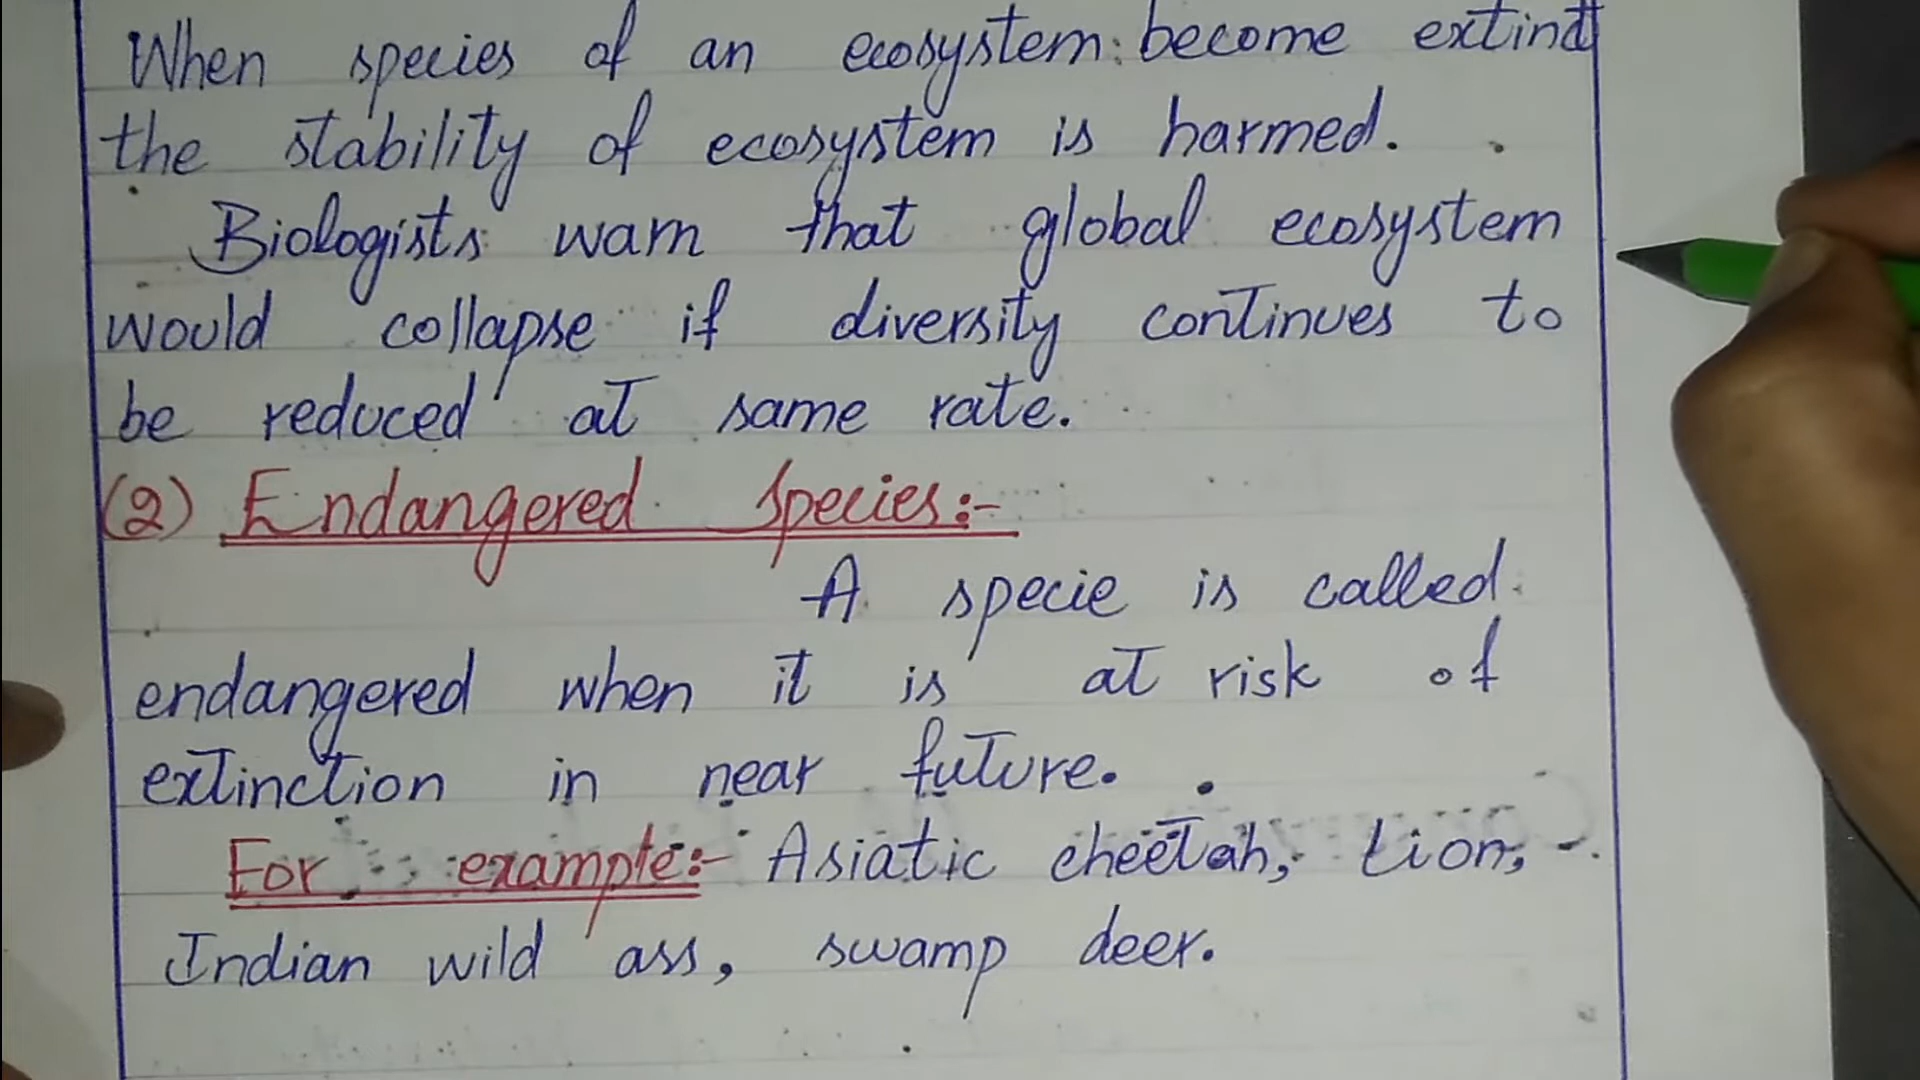 When species of an ecosystem become extinct
the stability of ecosystem is harmed.
Biologists warn that global ecosystem
would collapse if diversity continues to
be reduced at same rate.
(2) Endangered Species:-
A specie is called
endangered when it is at risk of
extinction in near future.
For example:- Asiatic cheetah, Lion,
Indian wild ass, swamp deer.